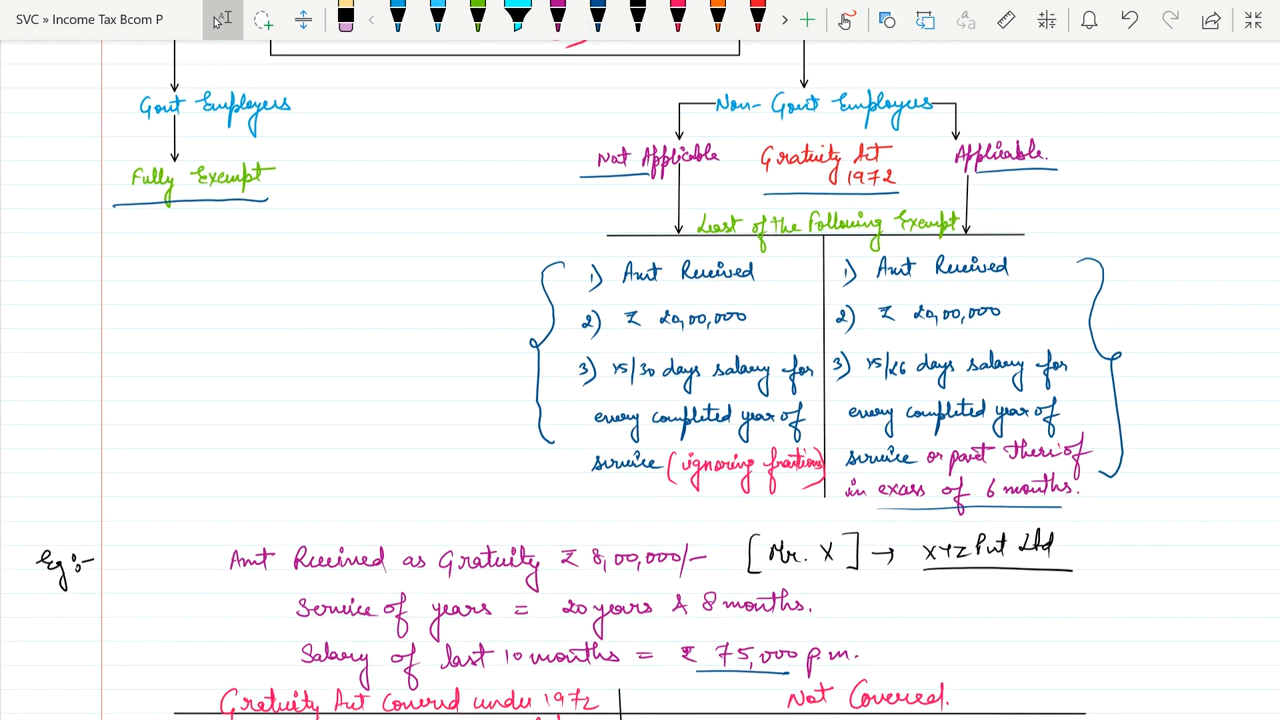 SVC » Income Tax Bcom P
Govt Employers
Non- Govt Employees
Fully Exempt
Not Applicable
Gratuity Act
1972
Applicable.
Least of the Following Exempt
1) Amt Received
2) ₹ 20,00,000
3) 15/30 days salary for
every completed year of
service (ignoring fractions)
1) Amt Received
2) ₹ 20,00,000
3) 15/26 days salary for
every completed year of
service or part therof
in exass of 6 months.
Eg:-
Amt Received as Gratuity ₹ 8,00,000/- [Mr. X] → XYZ Pvt Ltd
Service of years = 20 years & 8 months.
Salary of last 10 months = ₹ 75,000 p.m.
Gratuity Act Covered under 1972
Not Covered.